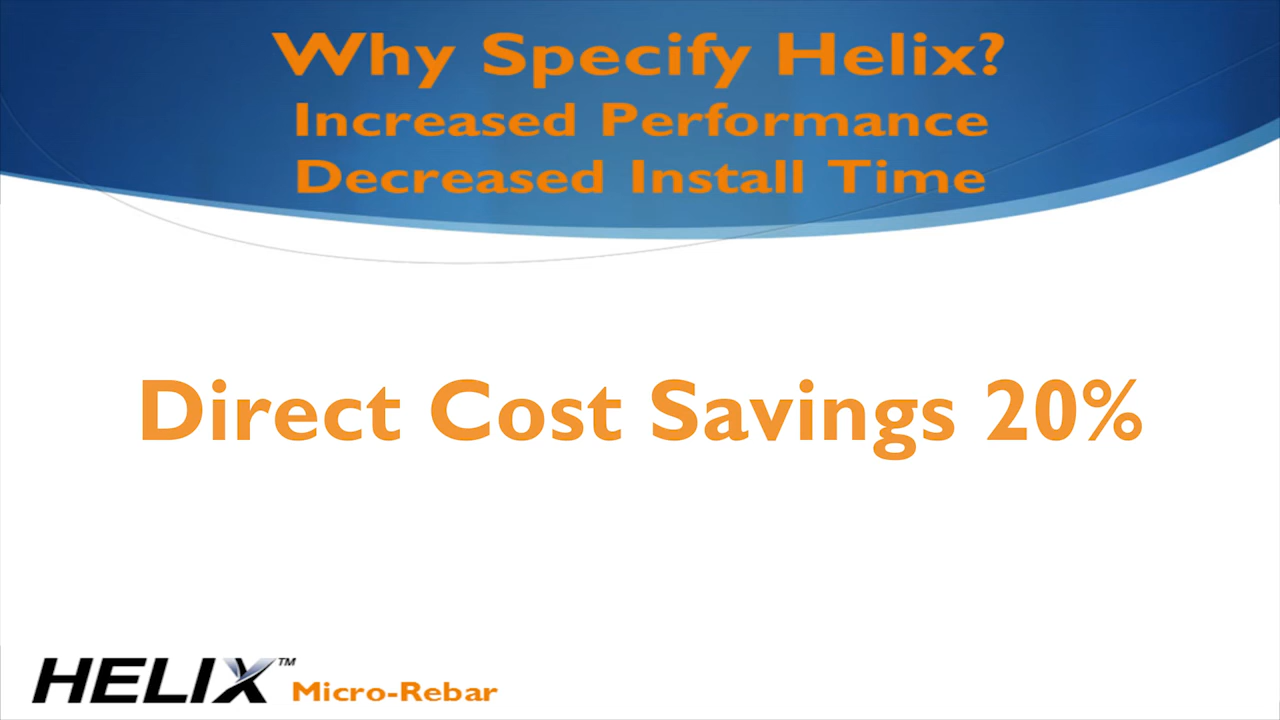 Why Specify Helix?
Increased Performance
Decreased Install Time
Direct Cost Savings 20%
HELIX™ Micro-Rebar